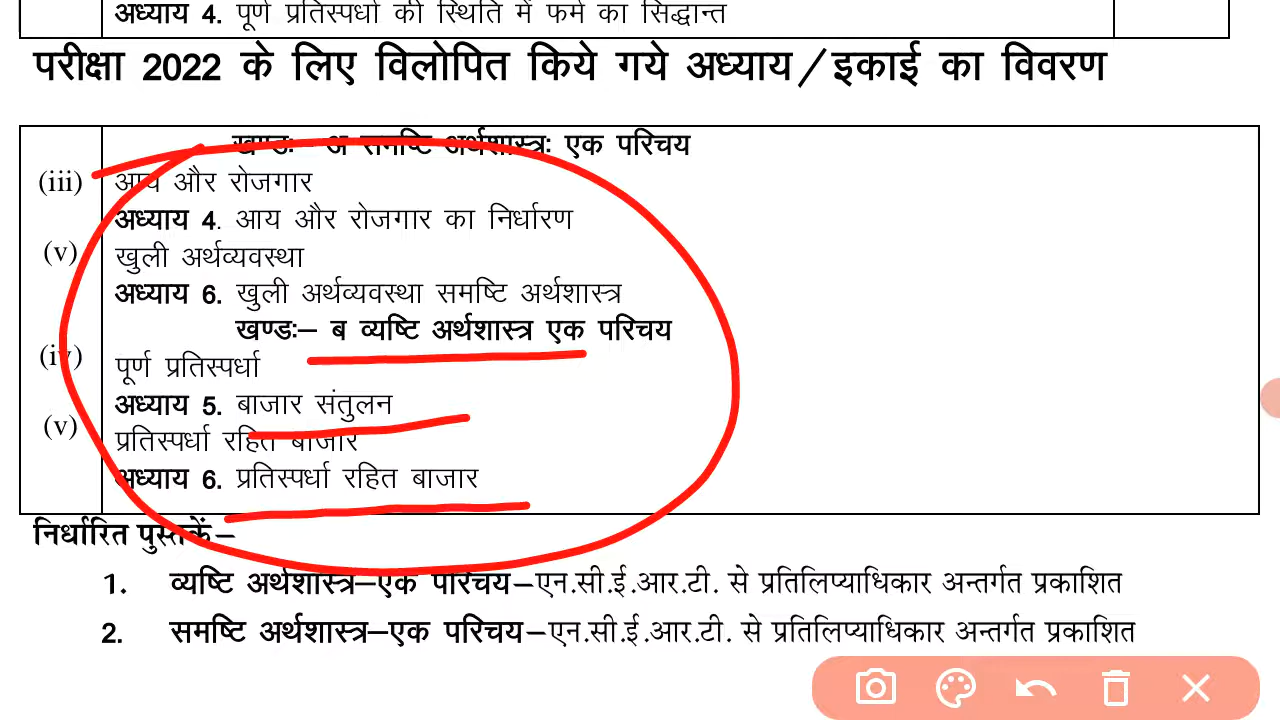 अध्याय 4. पूर्ण प्रतिस्पर्धा की स्थिति में फर्म का सिद्धान्त
परीक्षा 2022 के लिए विलोपित किये गये अध्याय/इकाई का विवरण
खण्डः– अ समष्टि अर्थशास्त्रः एक परिचय
(iii) आय और रोजगार
अध्याय 4. आय और रोजगार का निर्धारण
(v) खुली अर्थव्यवस्था
अध्याय 6. खुली अर्थव्यवस्था समष्टि अर्थशास्त्र
खण्डः– ब व्यष्टि अर्थशास्त्र एक परिचय
(iv) पूर्ण प्रतिस्पर्धा
अध्याय 5. बाजार संतुलन
(v) प्रतिस्पर्धा रहित बाजार
अध्याय 6. प्रतिस्पर्धा रहित बाजार
निर्धारित पुस्तकें–
1. व्यष्टि अर्थशास्त्र–एक परिचय–एन.सी.ई.आर.टी. से प्रतिलिप्याधिकार अन्तर्गत प्रकाशित
2. समष्टि अर्थशास्त्र–एक परिचय–एन.सी.ई.आर.टी. से प्रतिलिप्याधिकार अन्तर्गत प्रकाशित